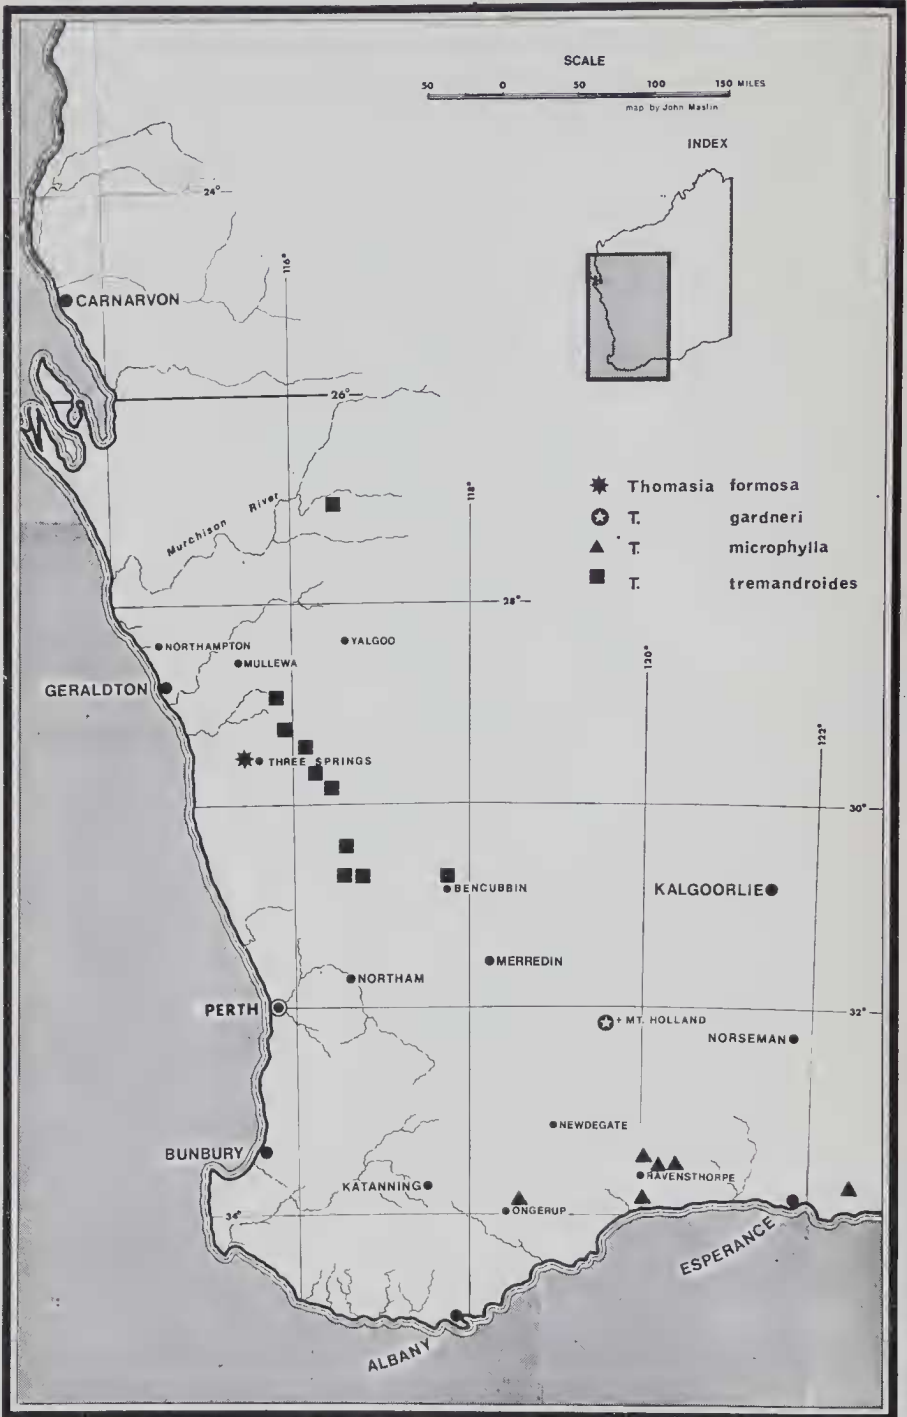 SCALE
50 0 50 100 150 MILES
map by John Maslin
INDEX
24°
116°
CARNARVON
26°
118°
Thomasia formosa
T. gardneri
T. microphylla
T. tremandroides
Murchison River
28°
YALGOO
NORTHAMPTON
MULLEWA
120°
GERALDTON
122°
THREE SPRINGS
30°
BENCUBBIN
KALGOORLIE
MERREDIN
NORTHAM
PERTH
32°
+ MT. HOLLAND
NORSEMAN
NEWDEGATE
BUNBURY
RAVENSTHORPE
KATANNING
ONGERUP
34°
ESPERANCE
ALBANY